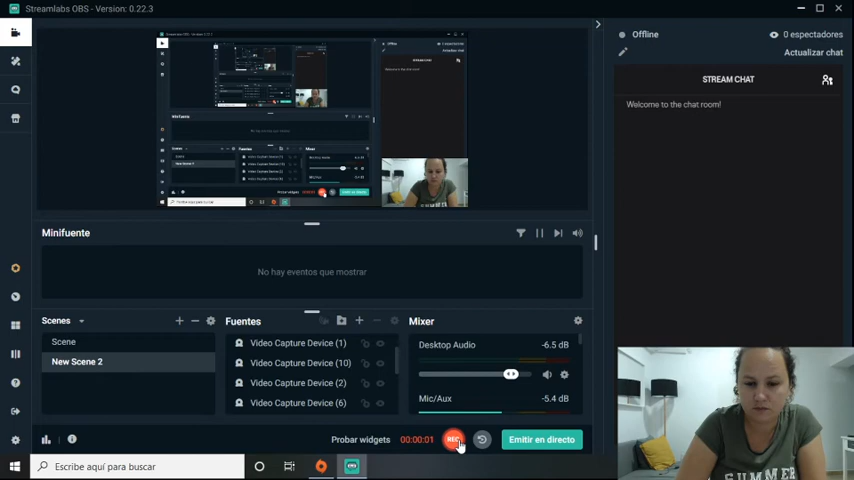 Streamlabs OBS - Version: 0.22.3
Offline
0 espectadores
Actualizar chat
STREAM CHAT
Welcome to the chat room!
Minifuente
No hay eventos que mostrar
Scenes
Fuentes
Mixer
Scene
New Scene 2
Video Capture Device (1)
Video Capture Device (10)
Video Capture Device (2)
Video Capture Device (6)
Desktop Audio
-6.5 dB
Mic/Aux
-5.4 dB
Probar widgets
00:00:01
REC
Emitir en directo
Escribe aquí para buscar
SUMMER